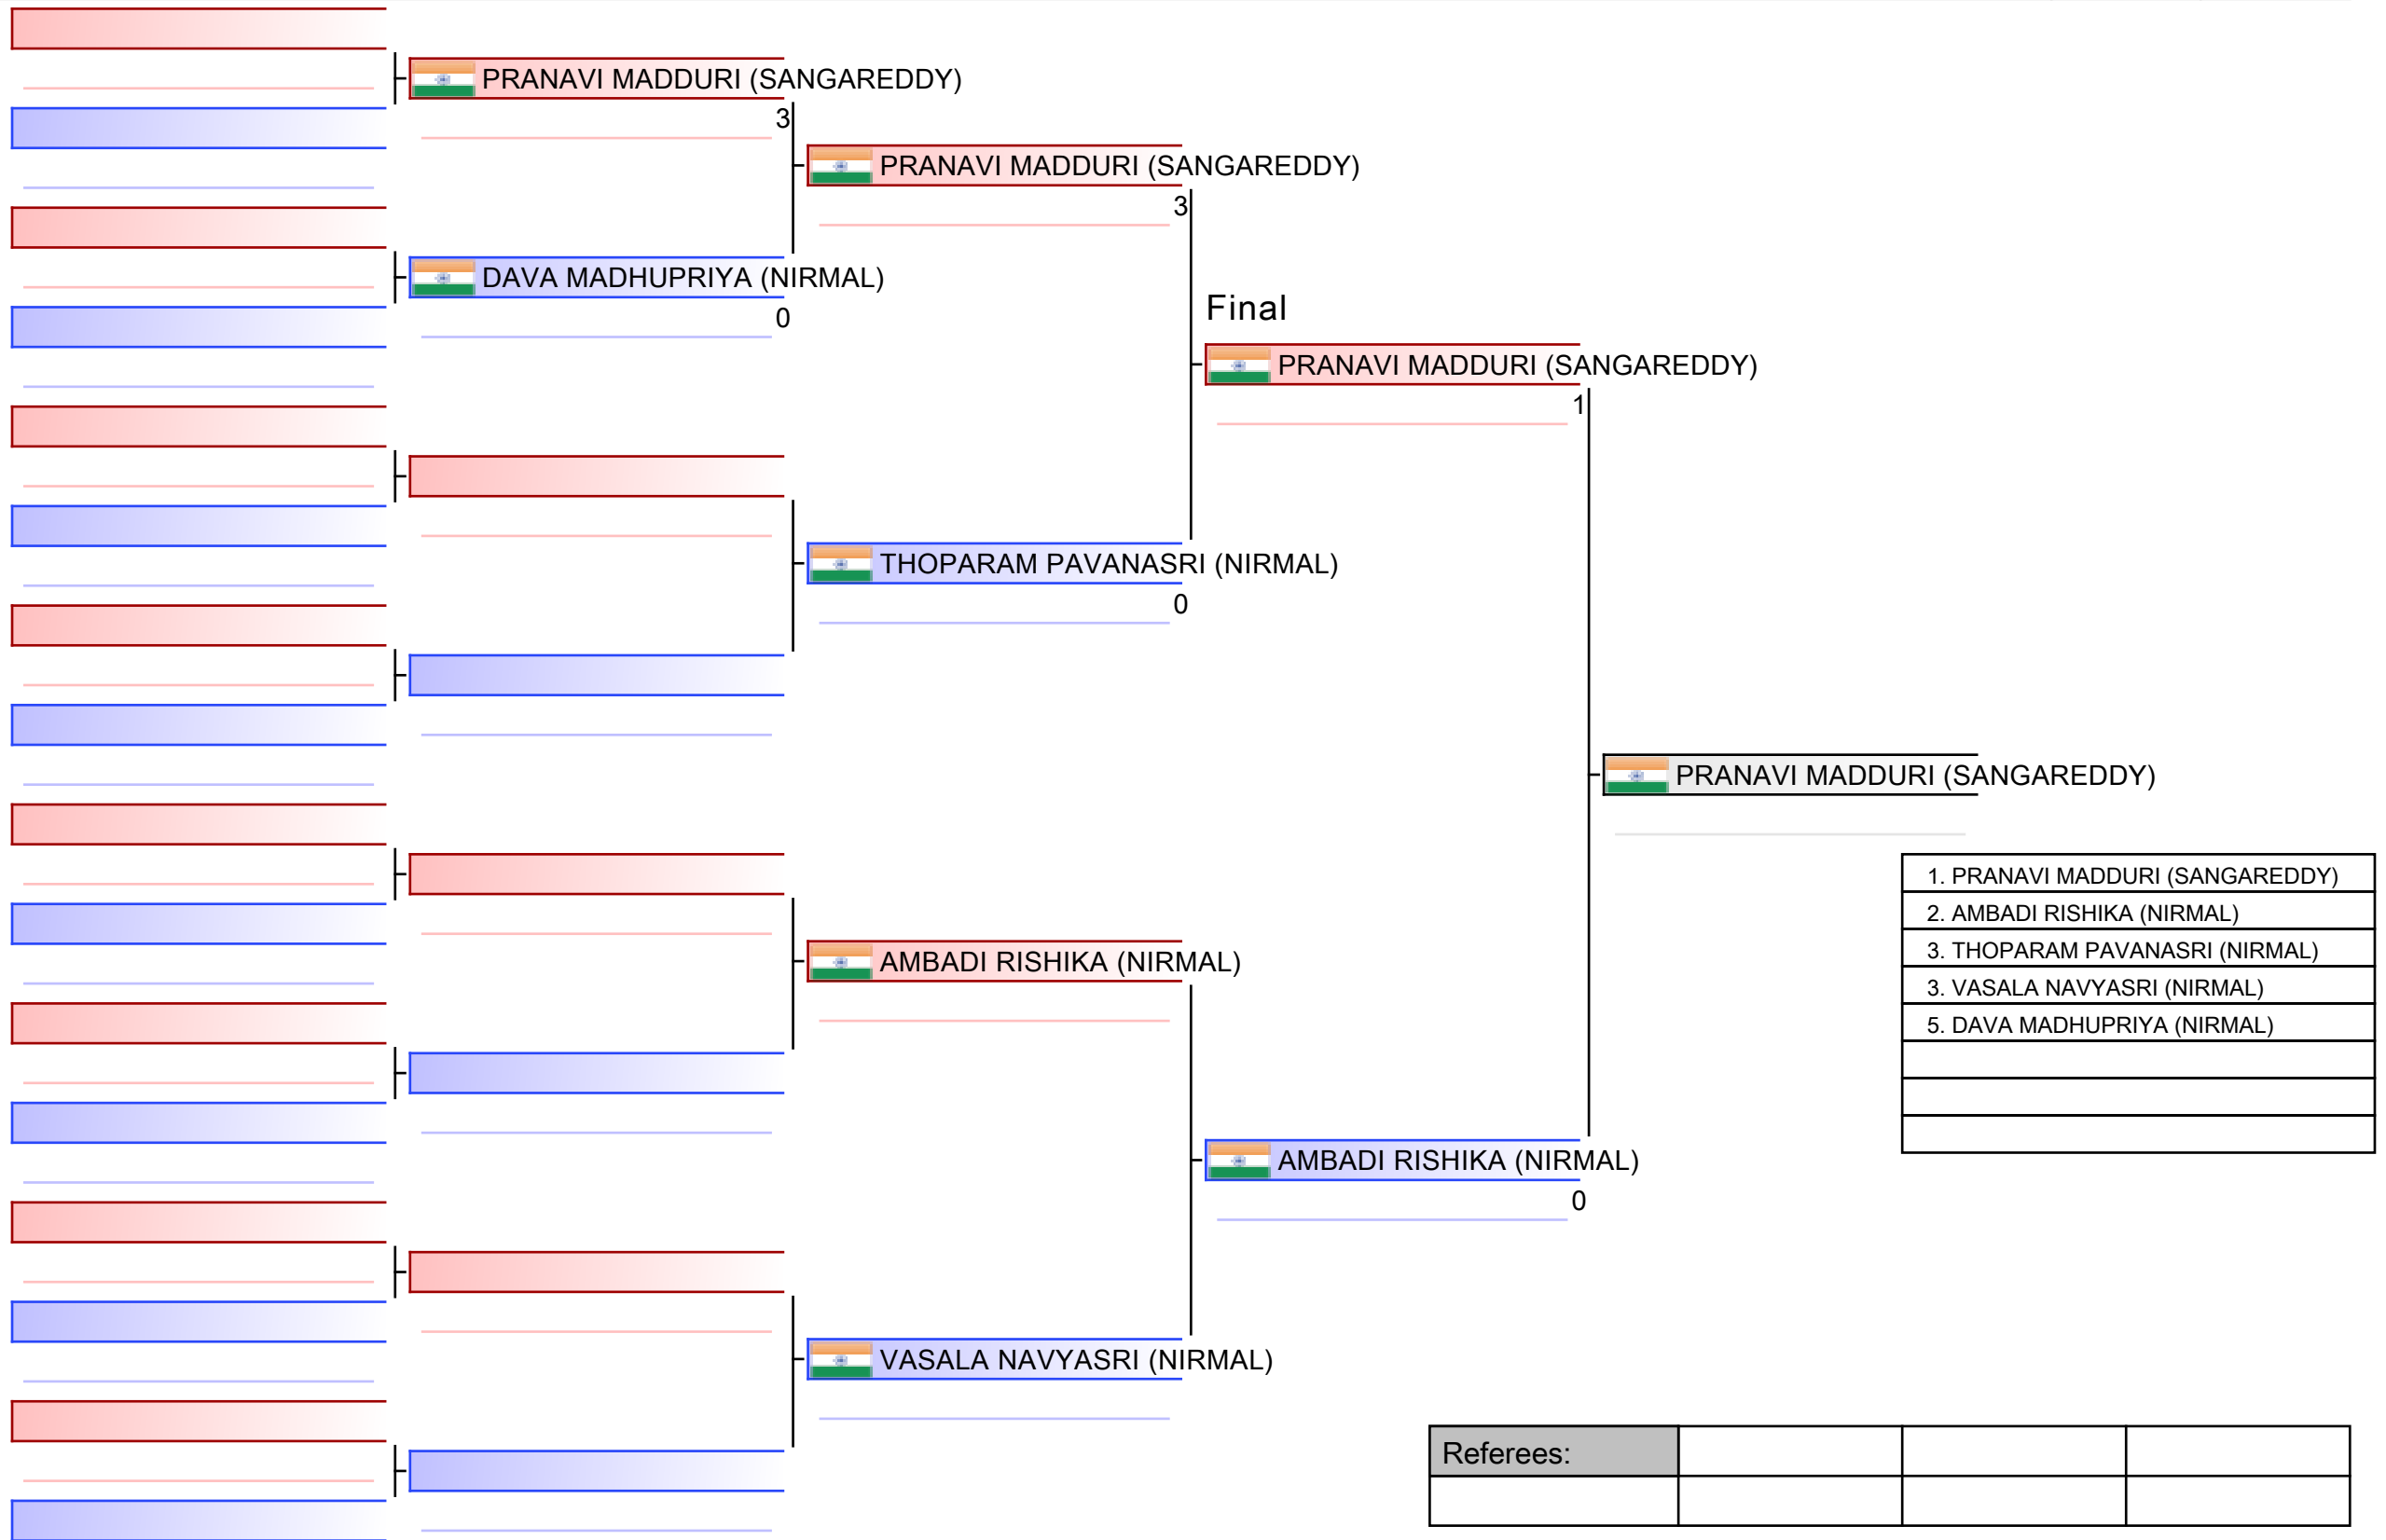 PRANAVI MADDURI (SANGAREDDY)
3
PRANAVI MADDURI (SANGAREDDY)
3
DAVA MADHUPRIYA (NIRMAL)
0
Final
PRANAVI MADDURI (SANGAREDDY)
1
THOPARAM PAVANASRI (NIRMAL)
0
PRANAVI MADDURI (SANGAREDDY)
1. PRANAVI MADDURI (SANGAREDDY)
2. AMBADI RISHIKA (NIRMAL)
3. THOPARAM PAVANASRI (NIRMAL)
3. VASALA NAVYASRI (NIRMAL)
5. DAVA MADHUPRIYA (NIRMAL)
AMBADI RISHIKA (NIRMAL)
AMBADI RISHIKA (NIRMAL)
0
VASALA NAVYASRI (NIRMAL)
Referees: